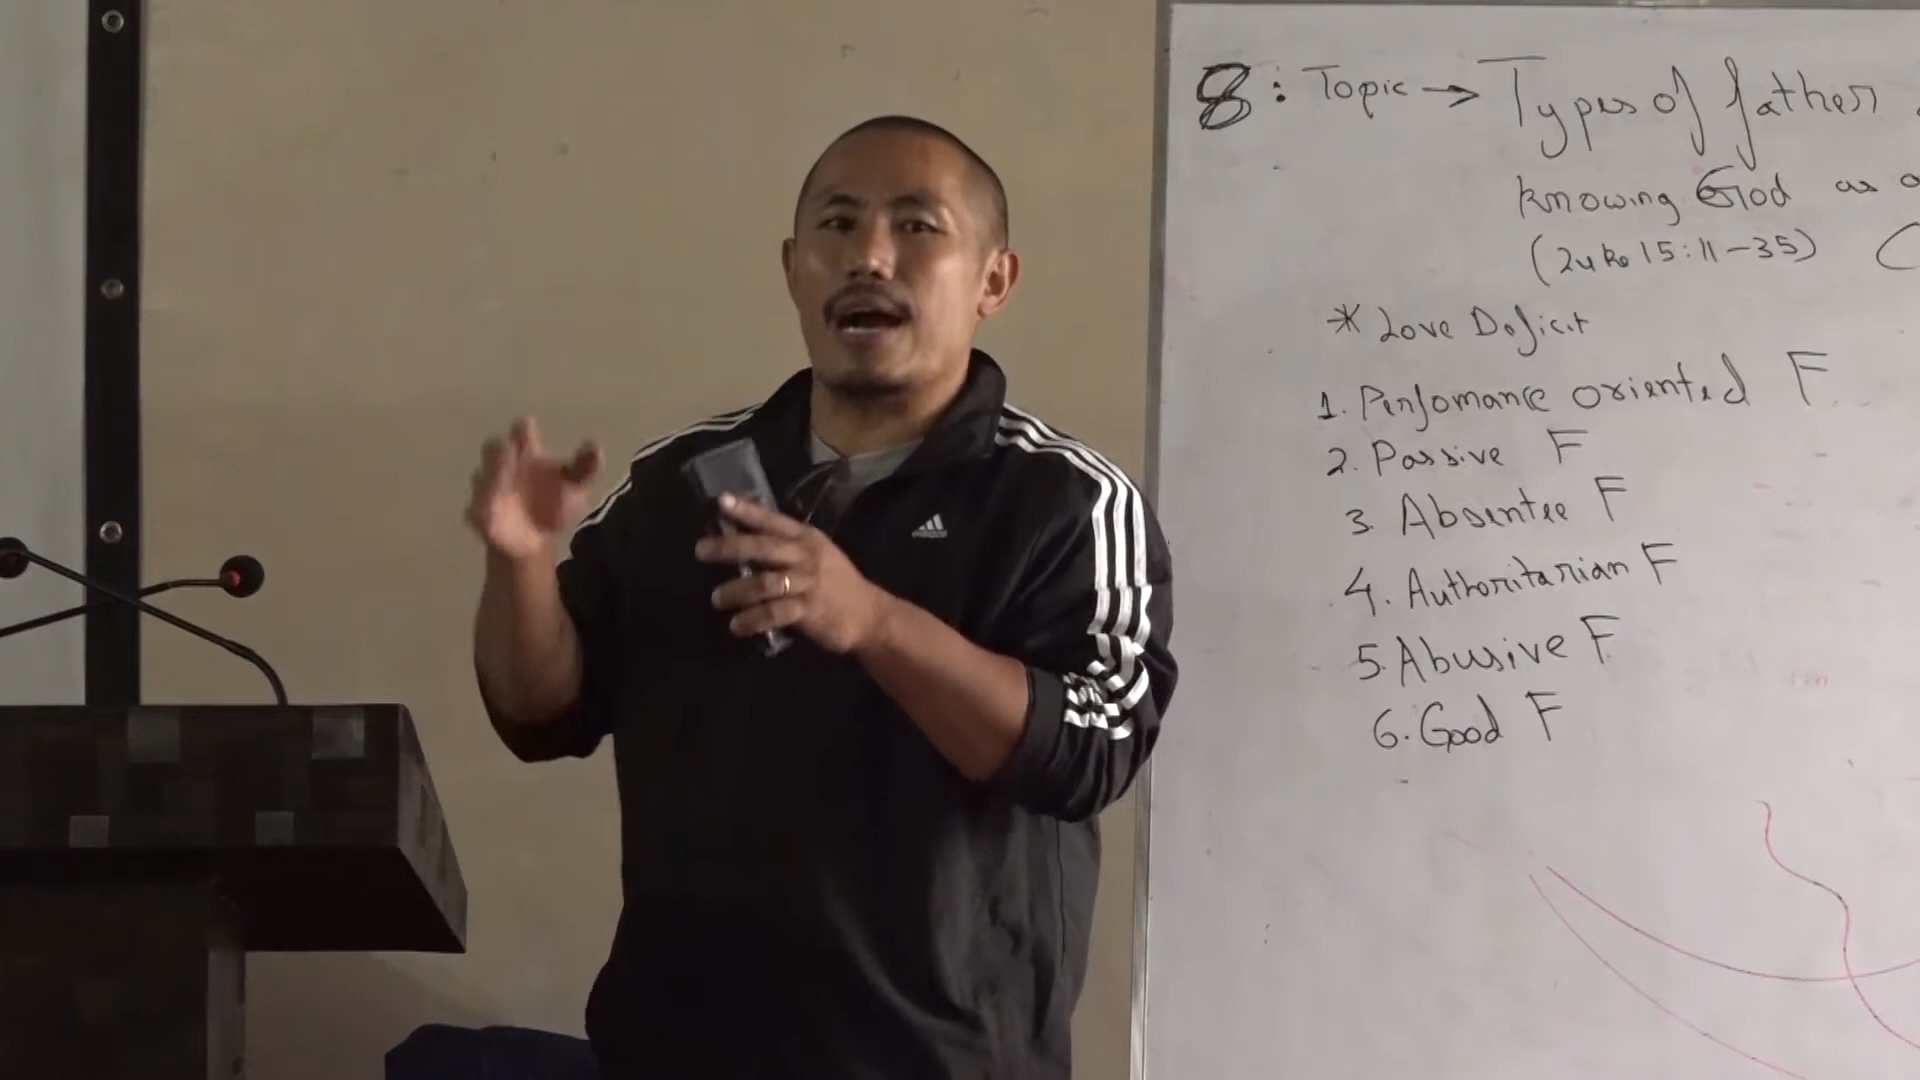 8: Topic → Types of father
knowing God as a
(Luke 15:11-35) (
* Love Deficit
1. Perfomance oriented F
2. Passive F
3. Absentee F
4. Authoritarian F
5. Abusive F
6. Good F
adidas